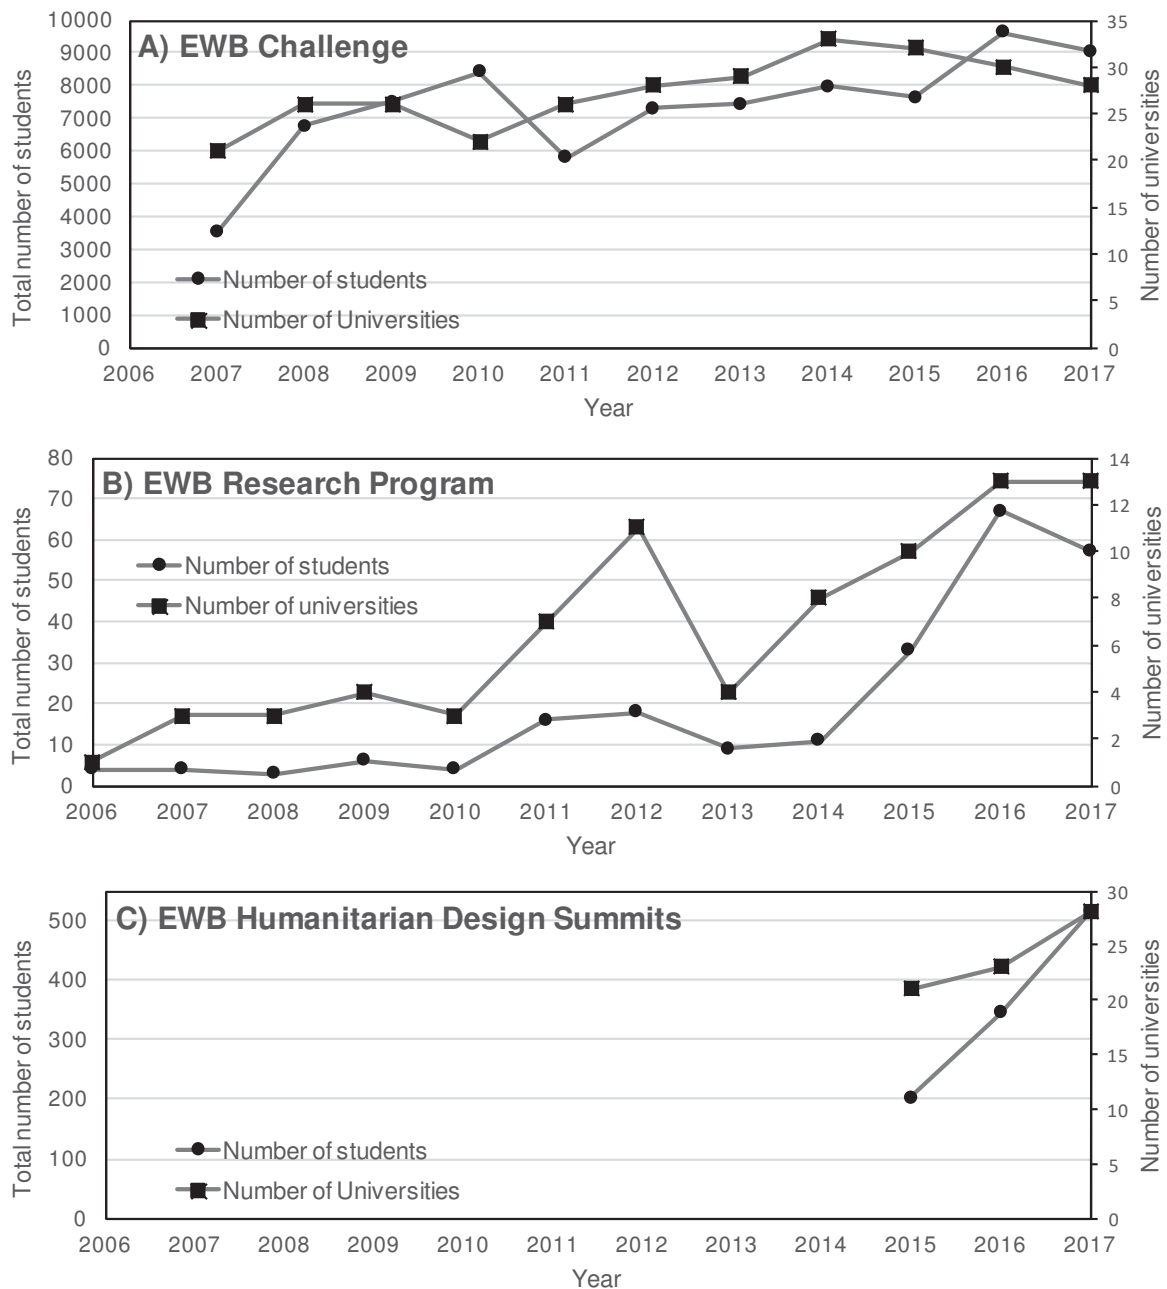 A) EWB Challenge
Total number of students
10000
9000
8000
7000
6000
5000
4000
3000
2000
1000
0
Number of students
Number of Universities
35
30
25
20
15
10
5
0
Number of universities
2006 2007 2008 2009 2010 2011 2012 2013 2014 2015 2016 2017
Year
B) EWB Research Program
Total number of students
80
70
60
50
40
30
20
10
0
Number of students
Number of universities
14
12
10
8
6
4
2
0
Number of universities
2006 2007 2008 2009 2010 2011 2012 2013 2014 2015 2016 2017
Year
C) EWB Humanitarian Design Summits
Total number of students
500
400
300
200
100
0
Number of students
Number of Universities
30
25
20
15
10
5
0
Number of universities
2006 2007 2008 2009 2010 2011 2012 2013 2014 2015 2016 2017
Year